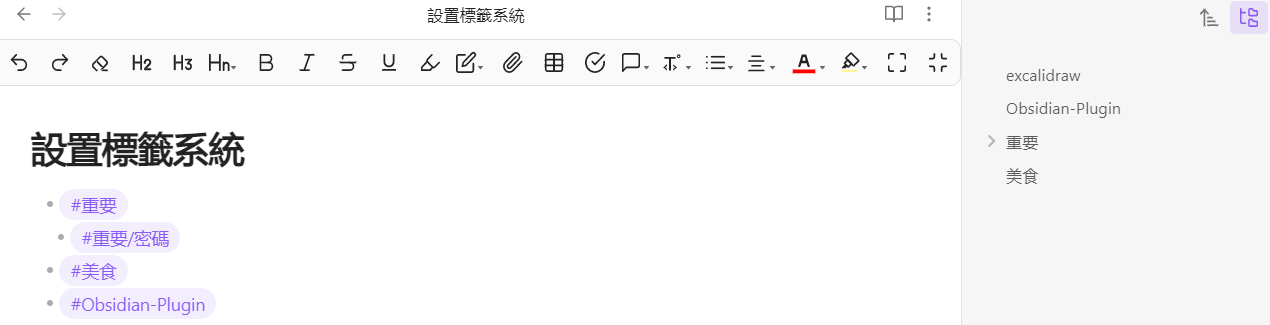 設置標籤系統
H2 H3 Hn B I S U A
設置標籤系統
#重要
#重要/密碼
#美食
#Obsidian-Plugin
excalidraw
Obsidian-Plugin
重要
美食